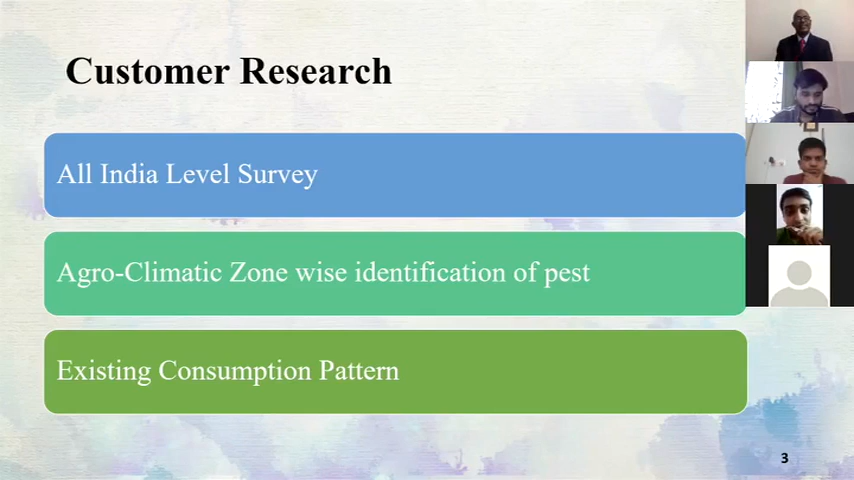 Customer Research
All India Level Survey
Agro-Climatic Zone wise identification of pest
Existing Consumption Pattern
3